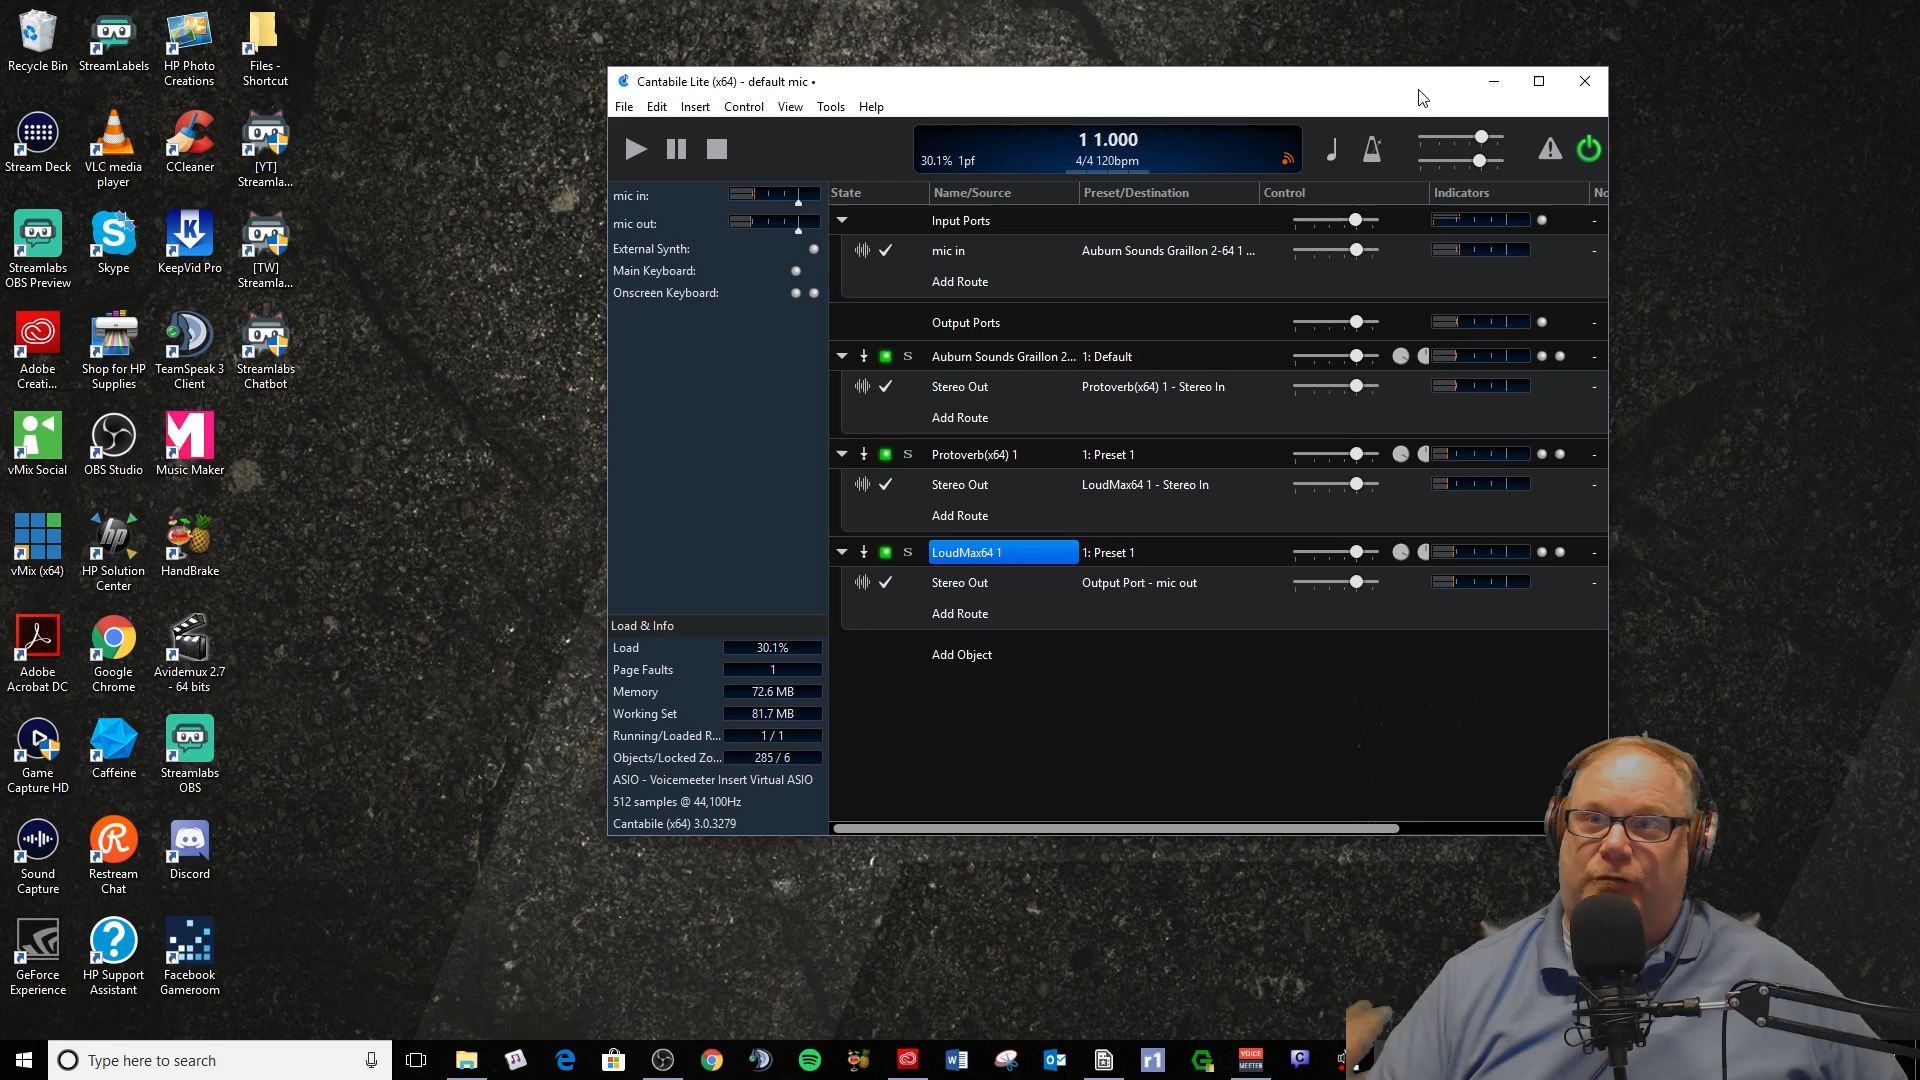 Recycle Bin
StreamLabels
HP Photo
Creations
Files -
Shortcut
Stream Deck
VLC media
player
CCleaner
[YT]
Streamla...
Streamlabs
OBS Preview
Skype
KeepVid Pro
[TW]
Streamla...
Adobe
Creati...
Shop for HP
Supplies
TeamSpeak 3
Client
Streamlabs
Chatbot
vMix Social
OBS Studio
Music Maker
vMix (x64)
HP Solution
Center
HandBrake
Adobe
Acrobat DC
Google
Chrome
Avidemux 2.7
- 64 bits
Game
Capture HD
Caffeine
Streamlabs
OBS
Sound
Capture
Restream
Chat
Discord
GeForce
Experience
HP Support
Assistant
Facebook
Gameroom
Cantabile Lite (x64) - default mic •
File Edit Insert Control View Tools Help
1 1.000
30.1% 1pf 4/4 120bpm
mic in:
mic out:
External Synth:
Main Keyboard:
Onscreen Keyboard:
State Name/Source Preset/Destination Control Indicators No
Input Ports -
mic in Auburn Sounds Graillon 2-64 1 ... -
Add Route
Output Ports -
S Auburn Sounds Graillon 2... 1: Default -
Stereo Out Protoverb(x64) 1 - Stereo In -
Add Route
S Protoverb(x64) 1 1: Preset 1 -
Stereo Out LoudMax64 1 - Stereo In -
Add Route
S LoudMax64 1 1: Preset 1 -
Stereo Out Output Port - mic out -
Add Route
Add Object
Load & Info
Load 30.1%
Page Faults 1
Memory 72.6 MB
Working Set 81.7 MB
Running/Loaded R... 1 / 1
Objects/Locked Zo... 285 / 6
ASIO - Voicemeeter Insert Virtual ASIO
512 samples @ 44,100Hz
Cantabile (x64) 3.0.3279
Type here to search
r1
VOICE
MEETER